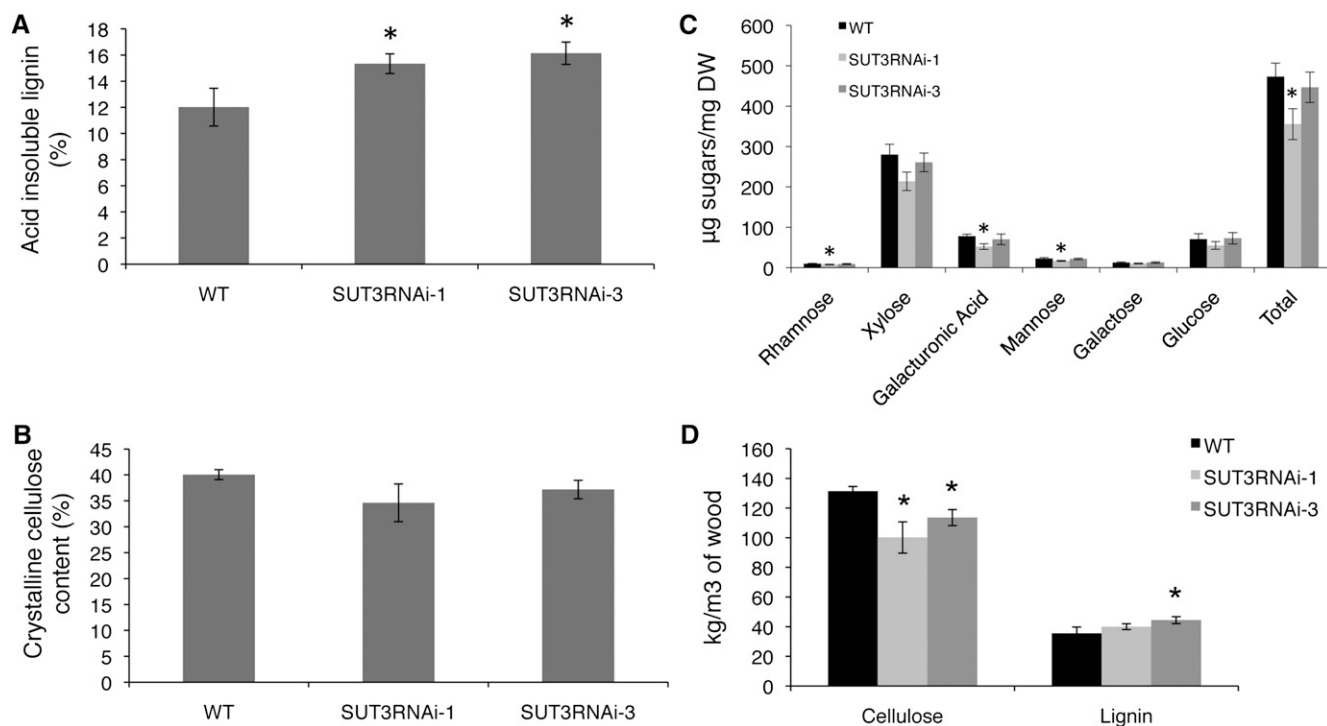 A
Acid insoluble lignin
(%)
18
16
14
12
10
8
6
4
2
0
*
*
WT
SUT3RNAi-1
SUT3RNAi-3
B
Crystalline cellulose
content (%)
45
40
35
30
25
20
15
10
5
0
WT
SUT3RNAi-1
SUT3RNAi-3
C
µg sugars/mg DW
600
500
400
300
200
100
0
WT
SUT3RNAi-1
SUT3RNAi-3
*
*
*
*
Rhamnose
Xylose
Galacturonic Acid
Mannose
Galactose
Glucose
Total
D
kg/m3 of wood
160
140
120
100
80
60
40
20
0
WT
SUT3RNAi-1
SUT3RNAi-3
*
*
*
Cellulose
Lignin